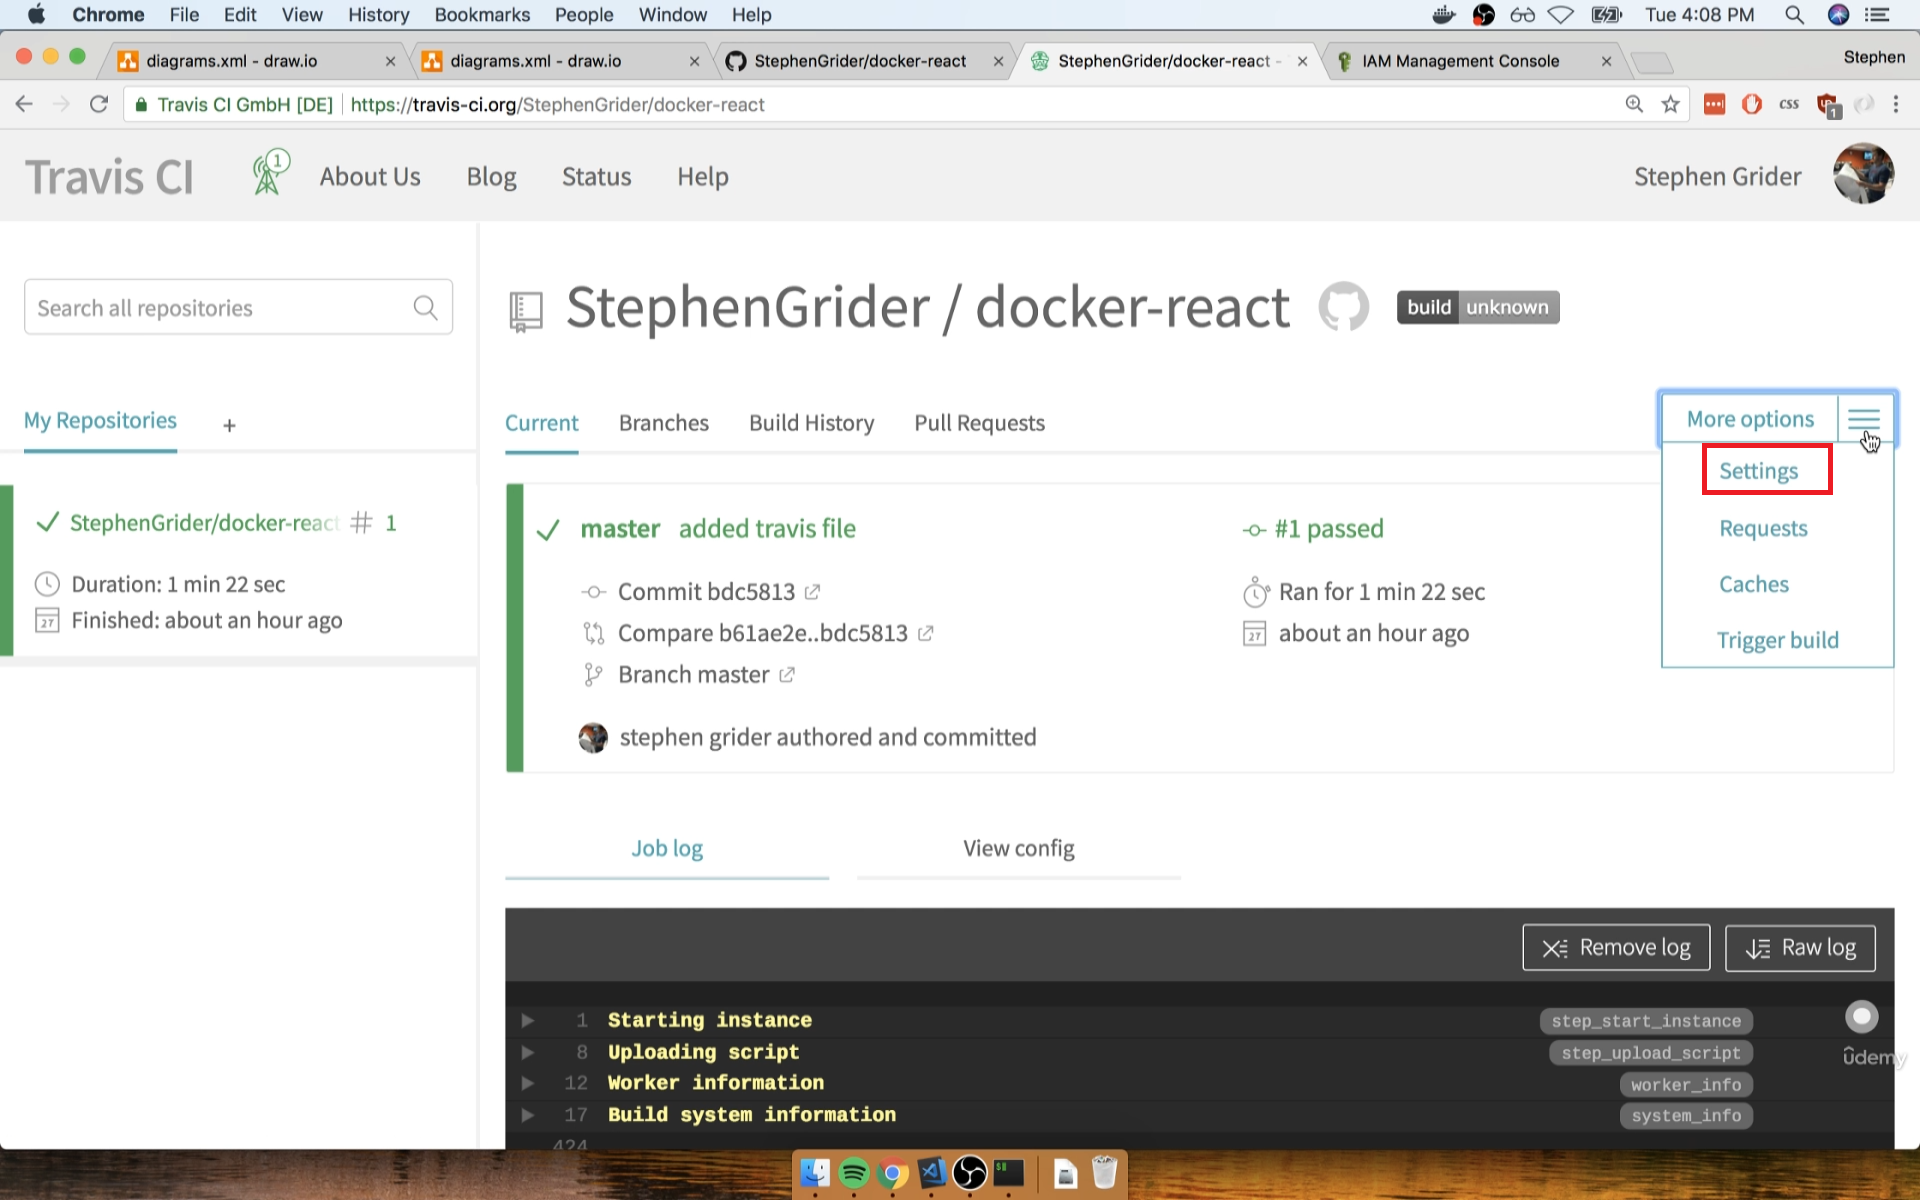 Chrome File Edit View History Bookmarks People Window Help Tue 4:08 PM
diagrams.xml - draw.io diagrams.xml - draw.io StephenGrider/docker-react StephenGrider/docker-react - IAM Management Console Stephen
Travis CI GmbH [DE] https://travis-ci.org/StephenGrider/docker-react css 1
Travis CI 1 About Us Blog Status Help Stephen Grider
StephenGrider / docker-react build unknown
Search all repositories
My Repositories +
Current Branches Build History Pull Requests More options
Settings
Requests
Caches
Trigger build
StephenGrider/docker-react # 1
Duration: 1 min 22 sec
27 Finished: about an hour ago
master added travis file #1 passed
Commit bdc5813 Ran for 1 min 22 sec
Compare b61ae2e..bdc5813 27 about an hour ago
Branch master
stephen grider authored and committed
Job log View config
Remove log Raw log
1 Starting instance step_start_instance
8 Uploading script step_upload_script
12 Worker information worker_info
17 Build system information system_info
424
ûdemy